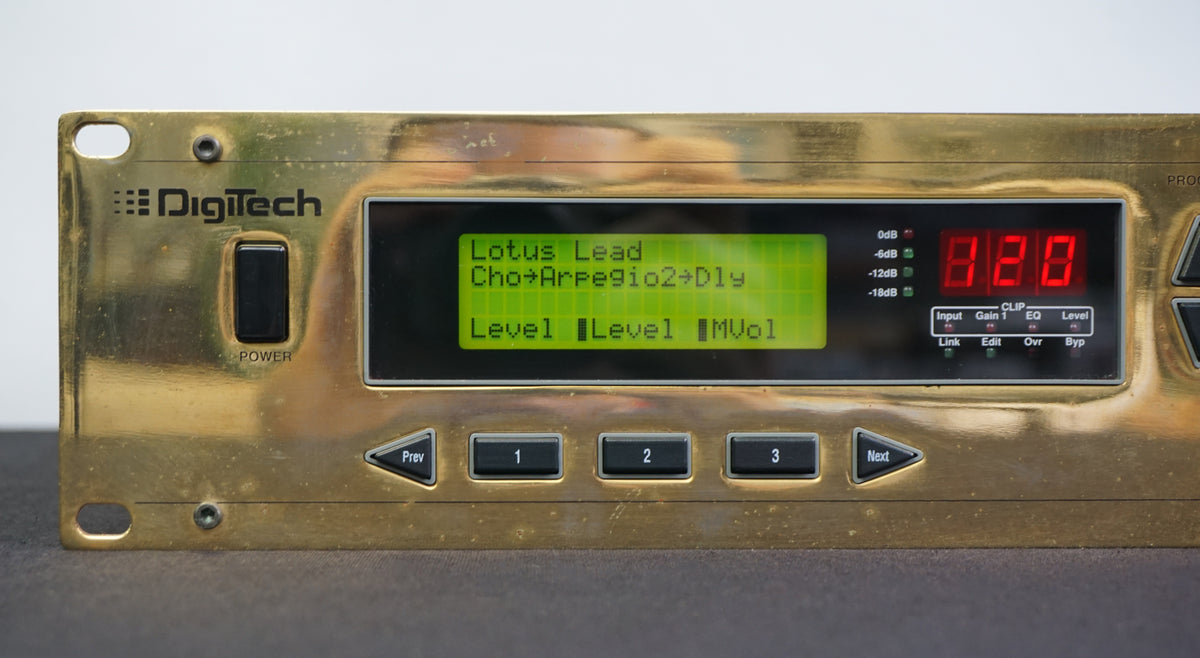 DigiTech
POWER
Lotus Lead
Cho→Arpegio2→Dly
Level Level MVol
0dB
-6dB
-12dB
-18dB
120
CLIP
Input Gain 1 EQ Level
Link Edit Ovr Byp
Prev 1 2 3 Next